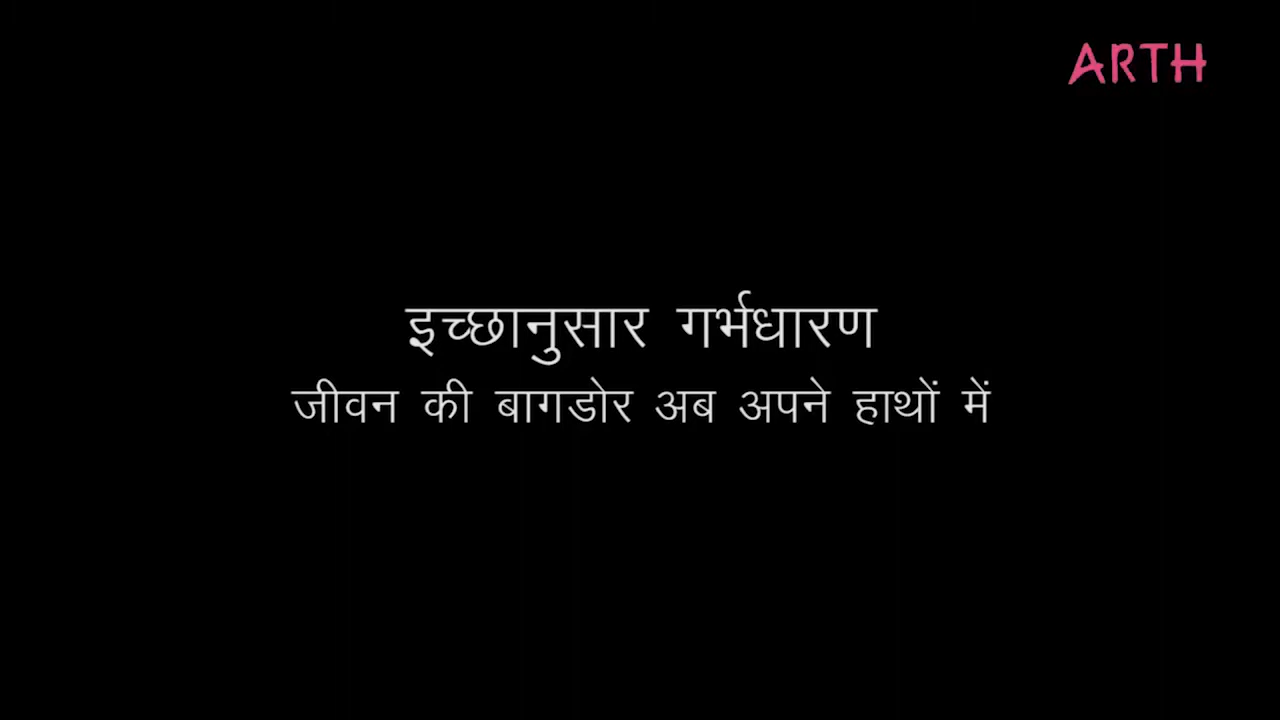 ARTH
इच्छानुसार गर्भधारण
जीवन की बागडोर अब अपने हाथों में